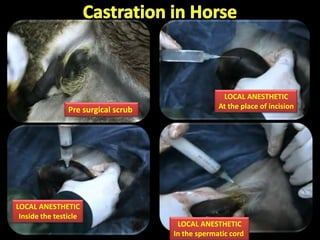 Castration in Horse
Pre surgical scrub
LOCAL ANESTHETIC
At the place of incision
LOCAL ANESTHETIC
Inside the testicle
LOCAL ANESTHETIC
In the spermatic cord